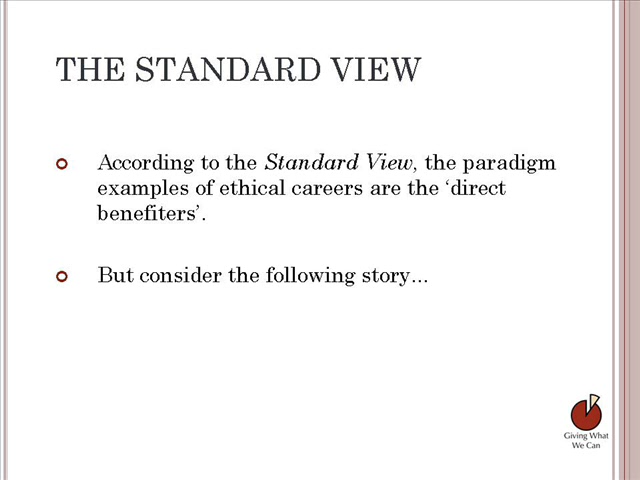 THE STANDARD VIEW
According to the Standard View, the paradigm
examples of ethical careers are the ‘direct
benefiters’.
But consider the following story...
Giving What
We Can